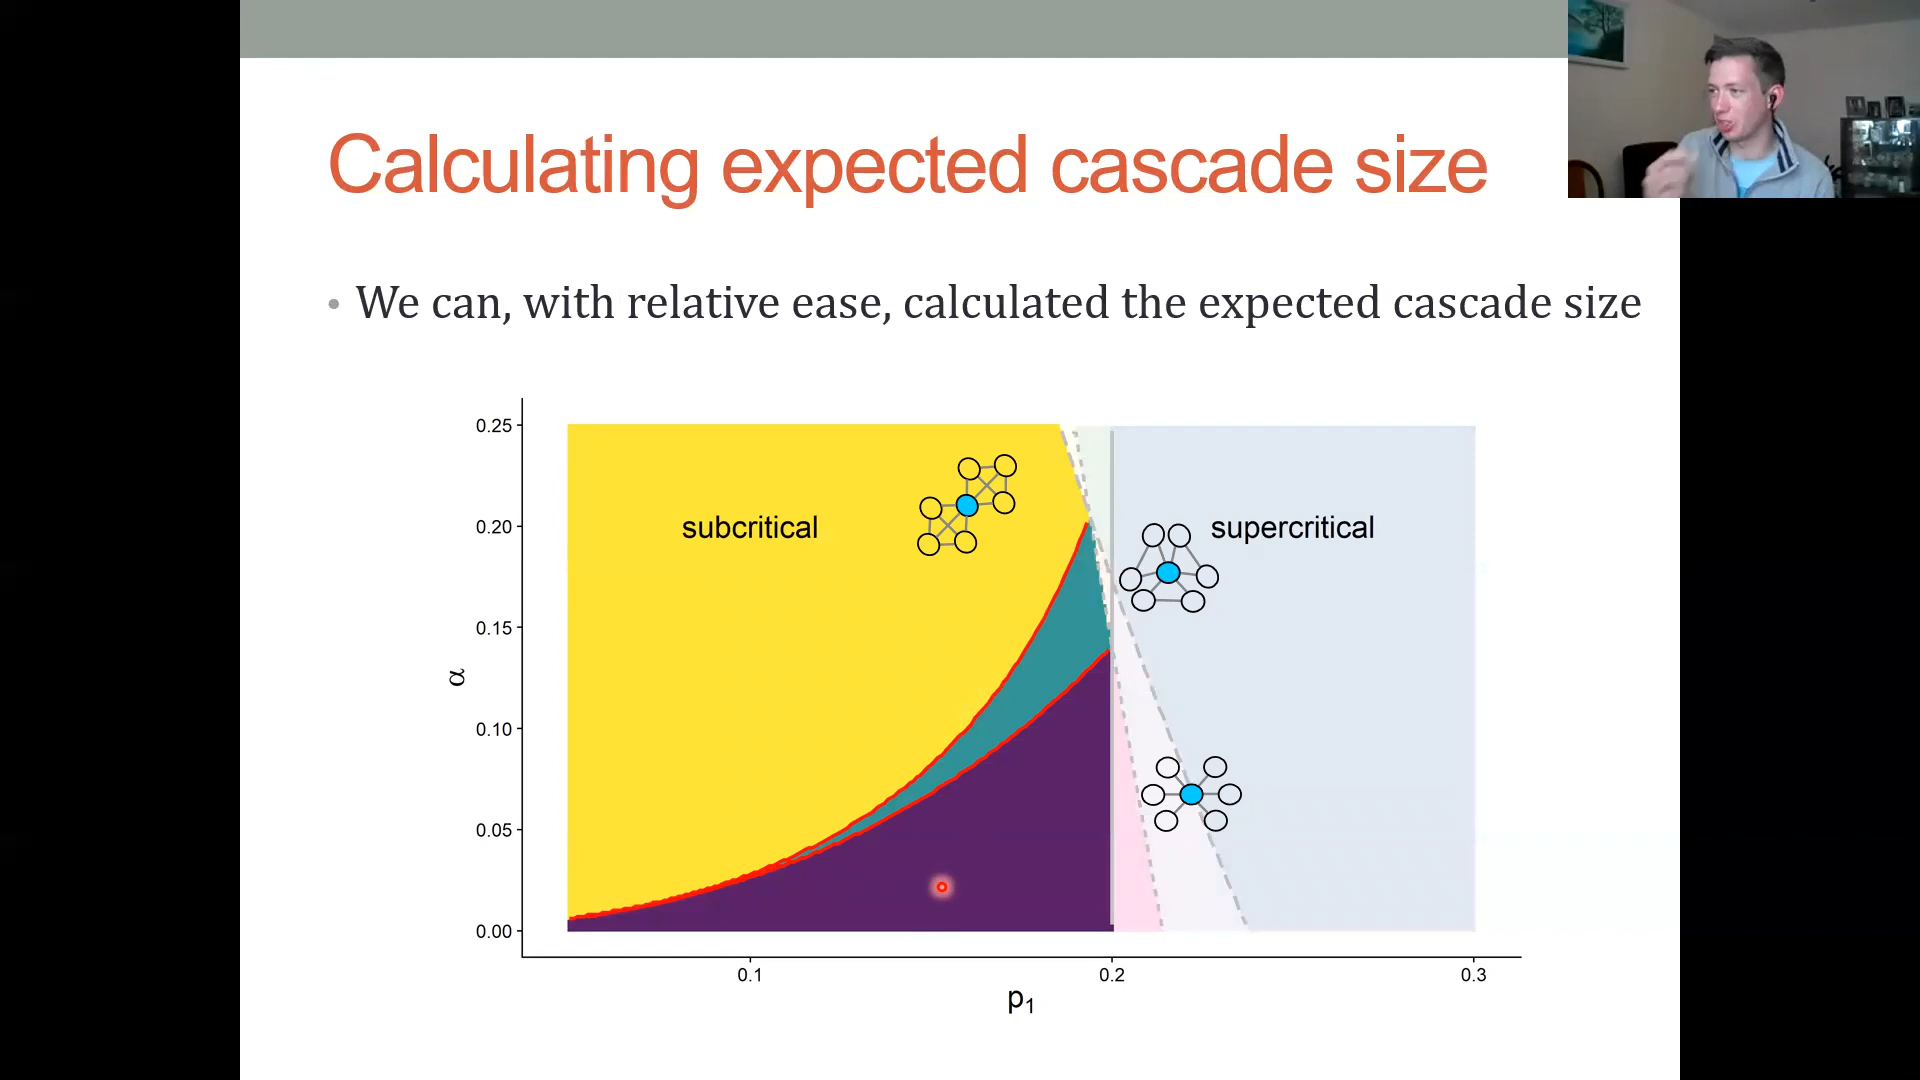 Calculating expected cascade size
• We can, with relative ease, calculated the expected cascade size
0.25
0.20
0.15
0.10
0.05
0.00
α
subcritical
supercritical
0.1
0.2
0.3
p₁